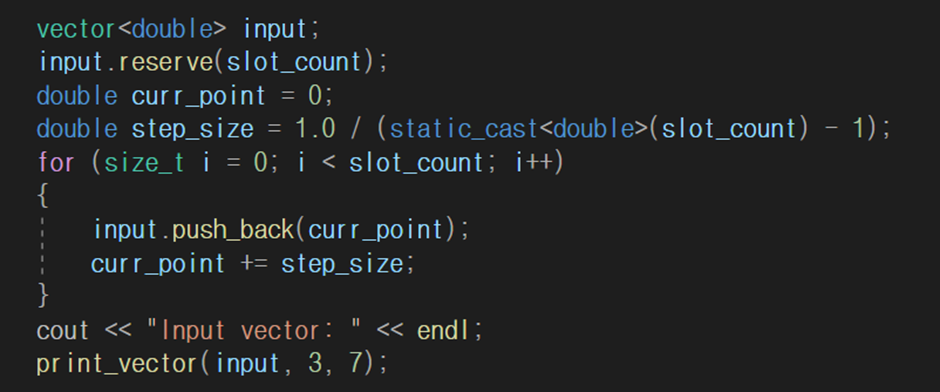 vector<double> input;
input.reserve(slot_count);
double curr_point = 0;
double step_size = 1.0 / (static_cast<double>(slot_count) - 1);
for (size_t i = 0; i < slot_count; i++)
{
input.push_back(curr_point);
curr_point += step_size;
}
cout << "Input vector: " << endl;
print_vector(input, 3, 7);